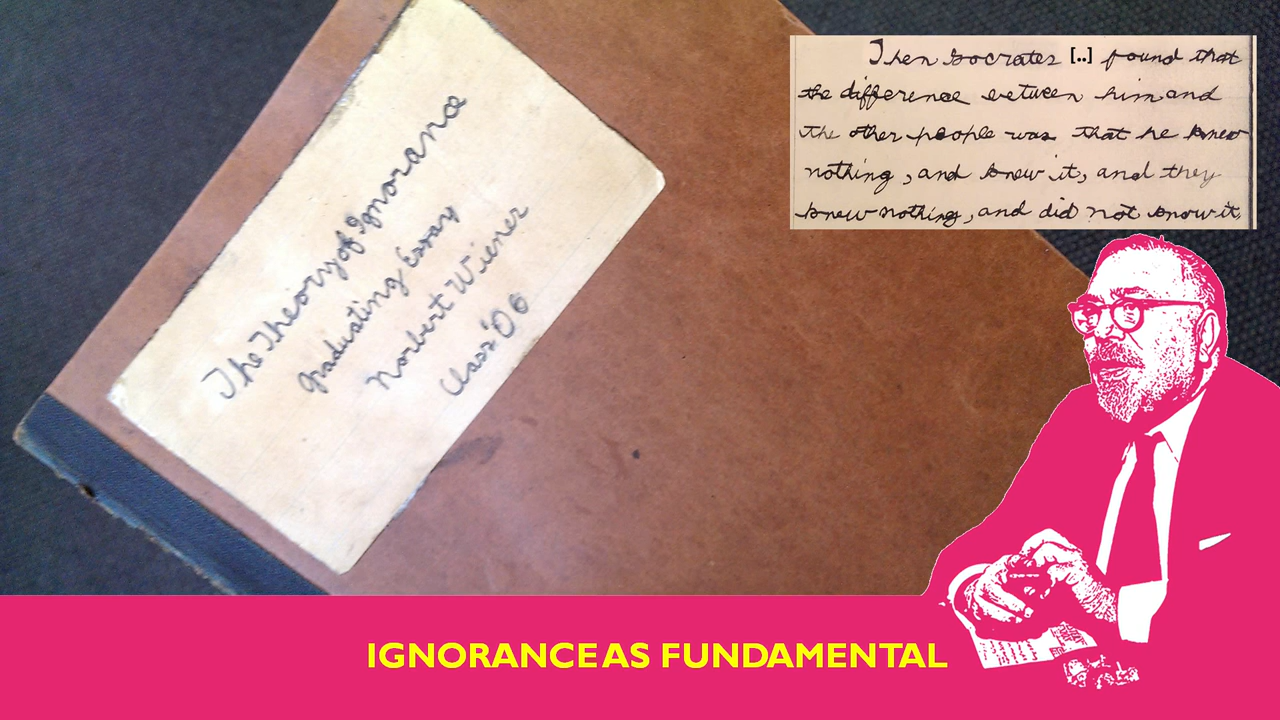 The Theory of Ignorance
Graduating Essay
Norbert Wiener
Class '06
Then Socrates [..] found that
the difference between him and
the other people was that he knew
nothing, and knew it, and they
knew nothing, and did not know it,
IGNORANCE AS FUNDAMENTAL